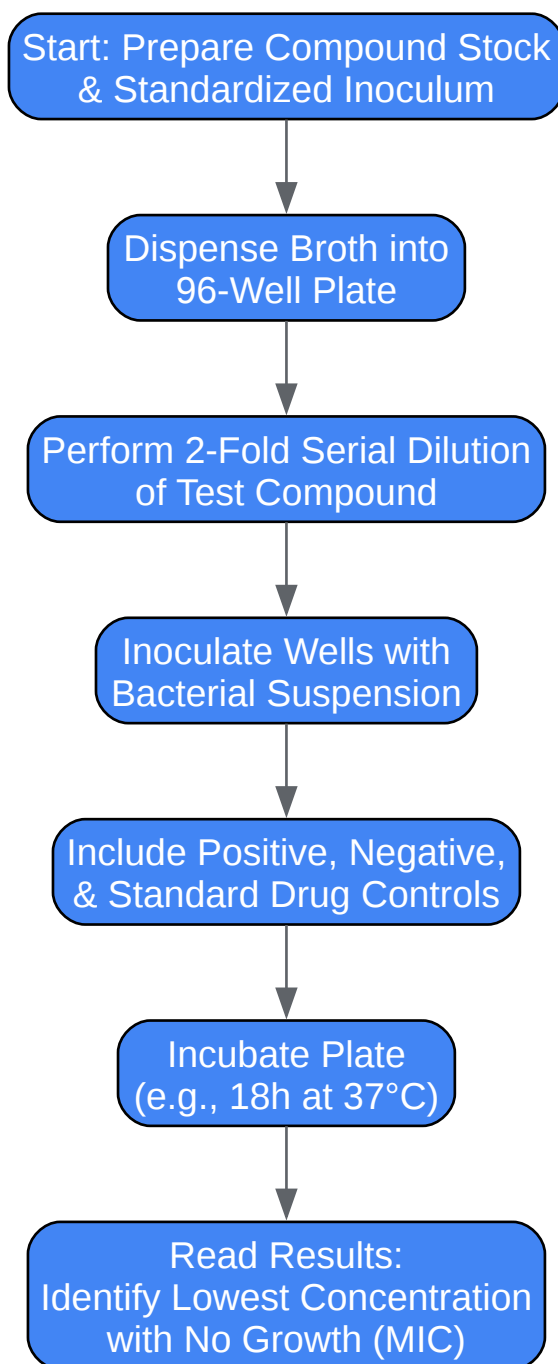 Start: Prepare Compound Stock
& Standardized Inoculum
Dispense Broth into
96-Well Plate
Perform 2-Fold Serial Dilution
of Test Compound
Inoculate Wells with
Bacterial Suspension
Include Positive, Negative,
& Standard Drug Controls
Incubate Plate
(e.g., 18h at 37°C)
Read Results:
Identify Lowest Concentration
with No Growth (MIC)